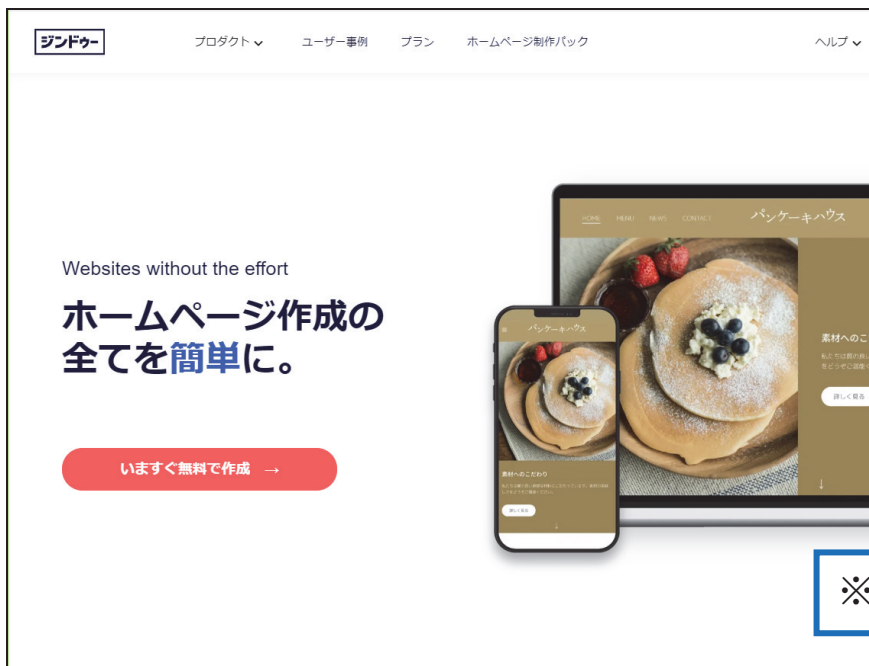 ジンドゥー
プロダクト
ユーザー事例
プラン
ホームページ制作パック
ヘルプ
Websites without the effort
ホームページ作成の
全てを簡単に。
いますぐ無料で作成 →
HOME MENU NEWS CONTACT
パンケーキハウス
素材へのこ
詳しく見る
↓
パンケーキハウス
素材へのこだわり
詳しく見る
↓
※